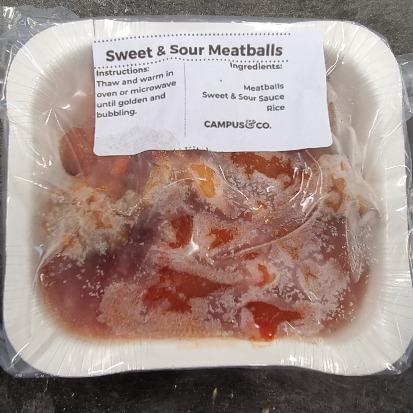 Sweet & Sour Meatballs
Instructions:
Thaw and warm in
oven or microwave
until golden and
bubbling.
Ingredients:
Meatballs
Sweet & Sour Sauce
Rice
CAMPUS&CO.